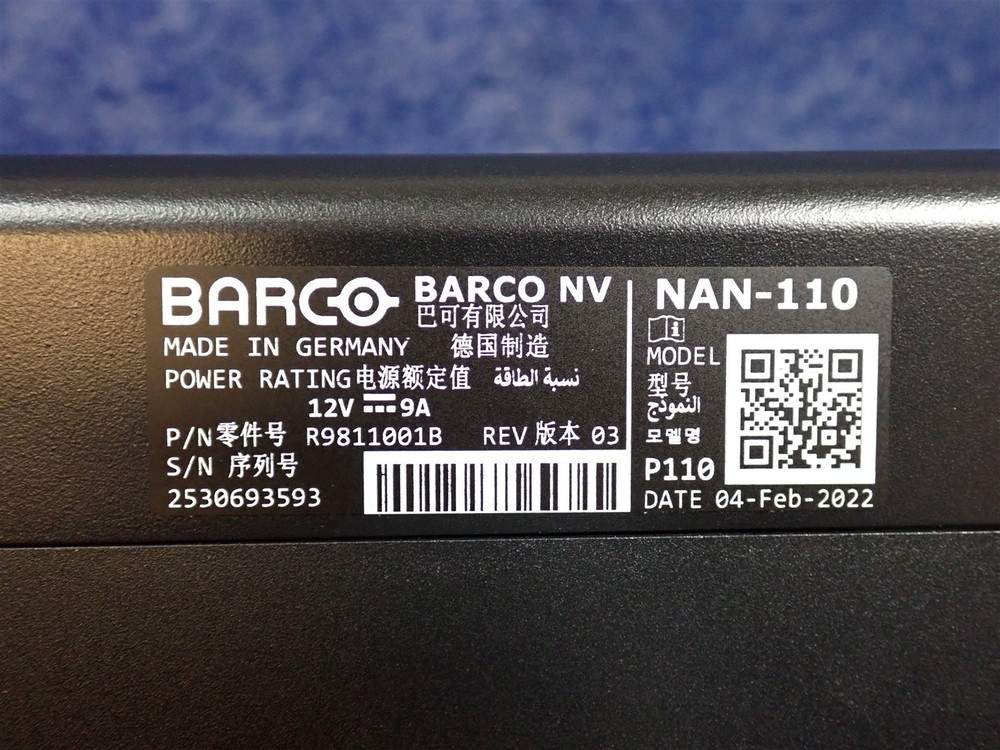 BARCO BARCO NV
巴可有限公司
MADE IN GERMANY 德国制造
POWER RATING 电源额定值 نسبة الطاقة
12V ⎓ 9A
P/N 零件号 R9811001B REV 版本 03
S/N 序列号
2530693593
NAN-110
MODEL
型号
النموذج
모델명
P110
DATE 04-Feb-2022